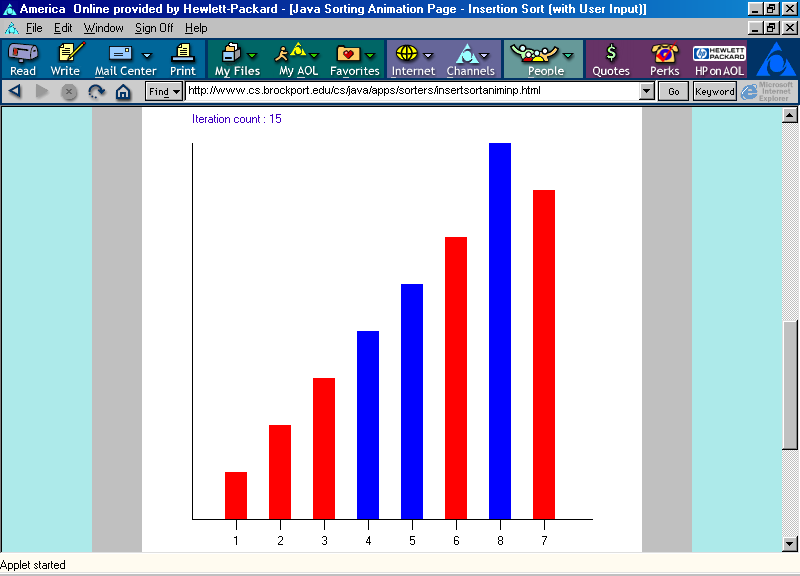 America Online provided by Hewlett-Packard - [Java Sorting Animation Page - Insertion Sort (with User Input)]
File Edit Window Sign Off Help
Read Write Mail Center Print My Files My AOL Favorites Internet Channels People Quotes Perks HP on AOL
HEWLETT PACKARD
Find http://www.cs.brockport.edu/cs/java/apps/sorters/insertsortaniminp.html Go Keyword Microsoft Internet Explorer
Iteration count : 15
1 2 3 4 5 6 8 7
Applet started